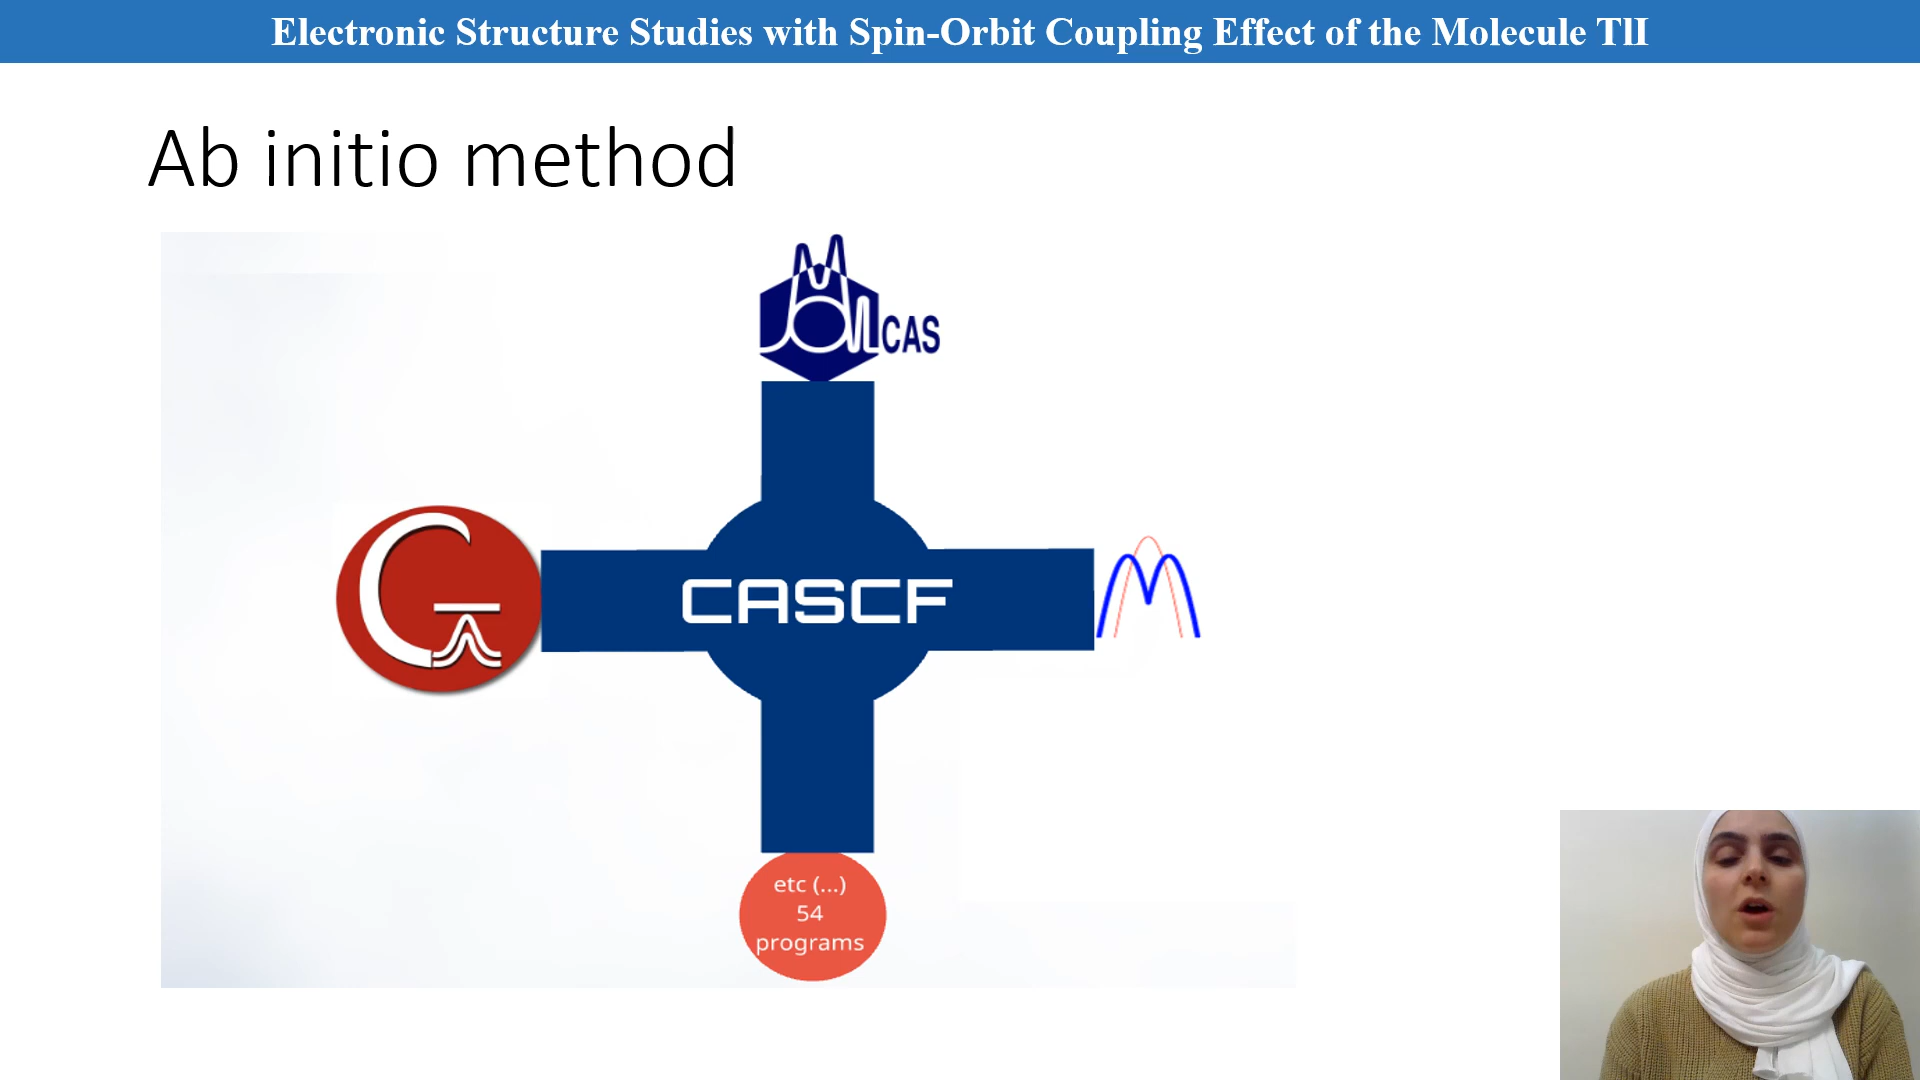 Electronic Structure Studies with Spin-Orbit Coupling Effect of the Molecule TlI
Ab initio method
MOLCAS
CASCF
etc (...)
54
programs